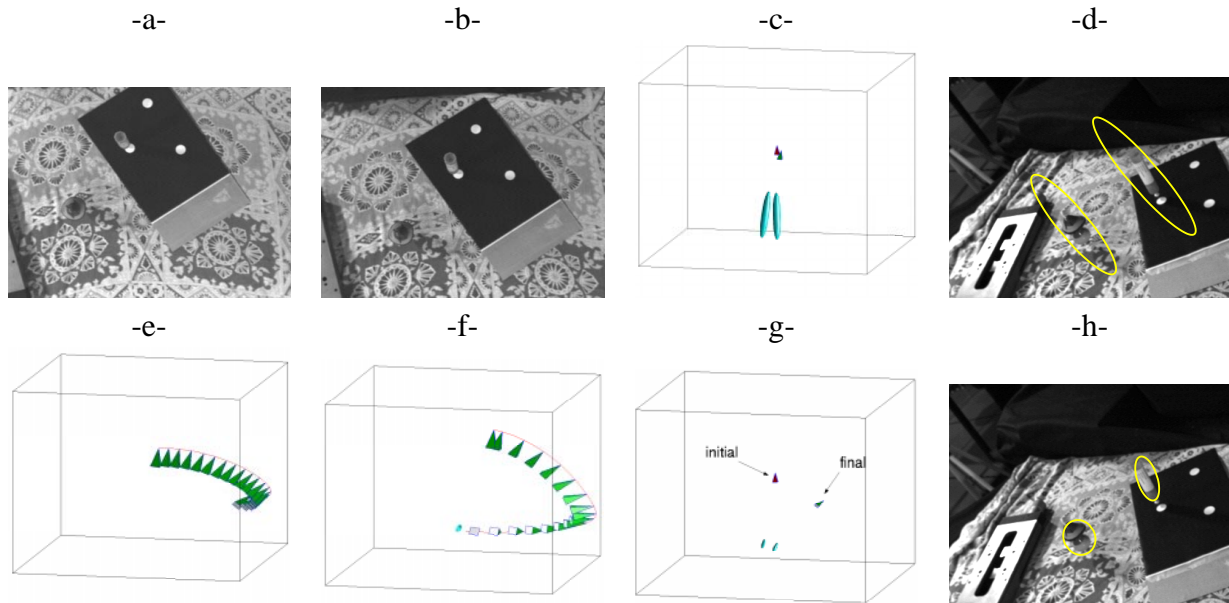 -a- -b- -c- -d-
-e- -f- -g- -h-
initial
final